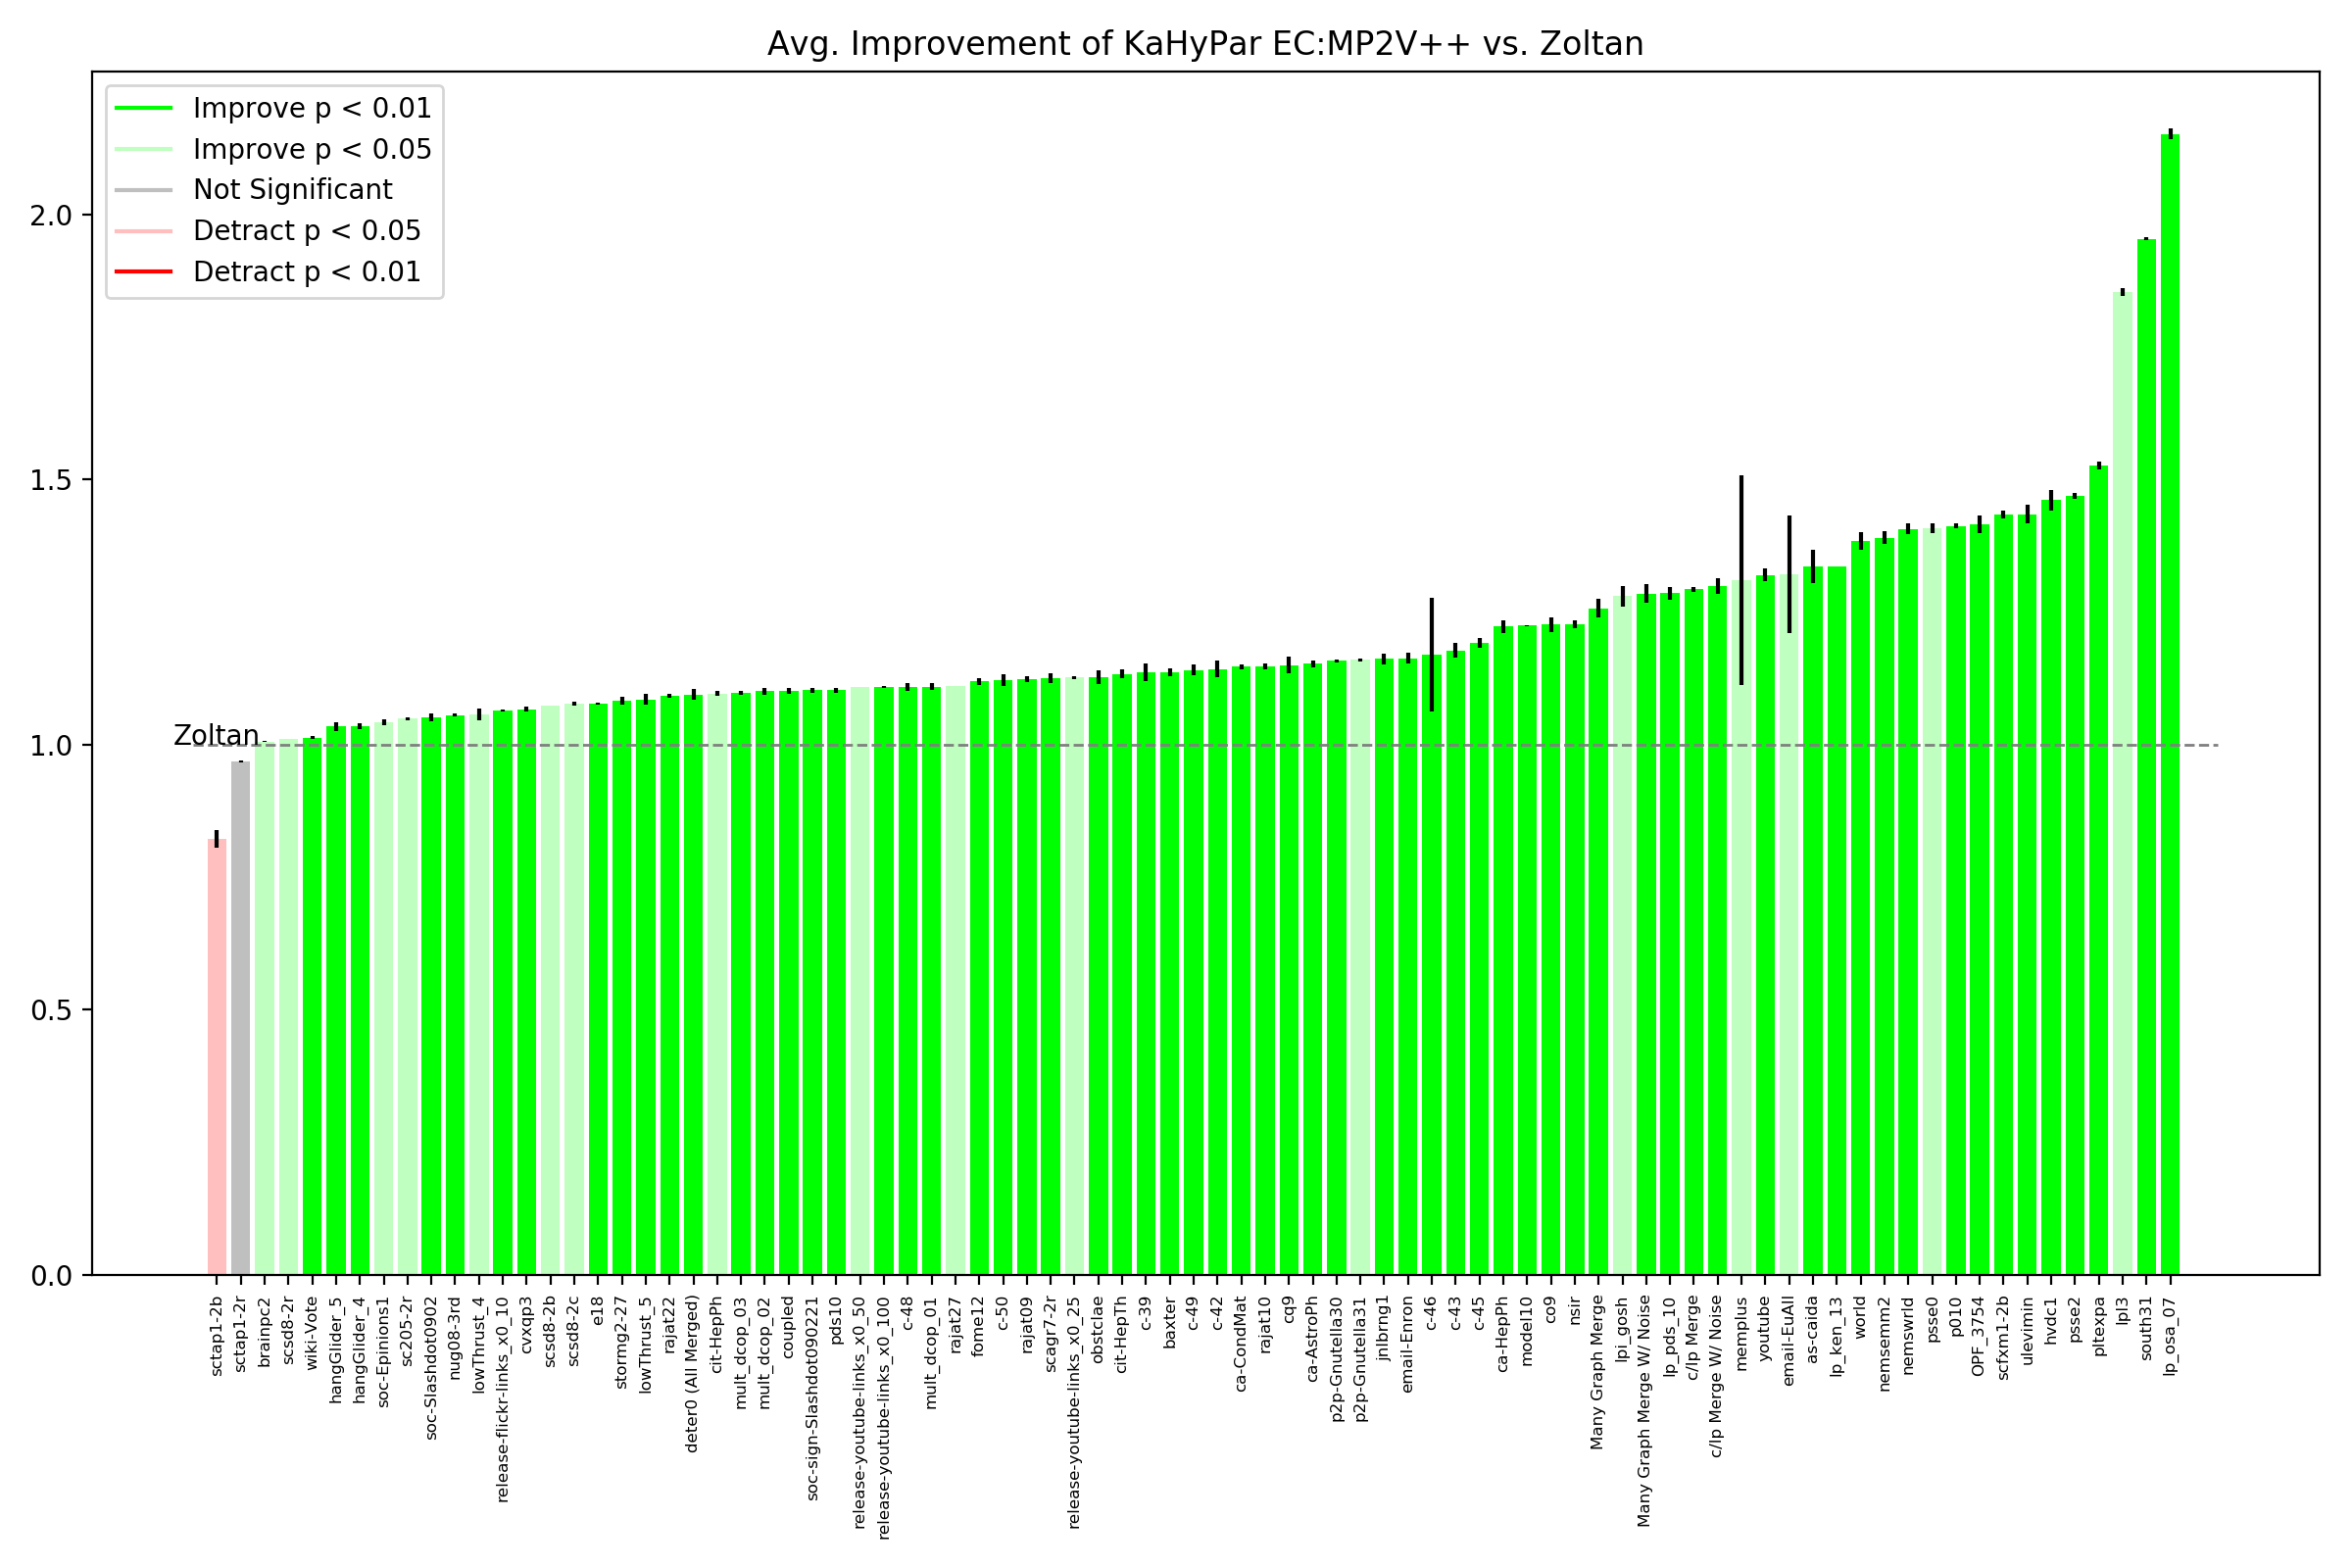 Avg. Improvement of KaHyPar EC:MP2V++ vs. Zoltan
Improve p < 0.01
Improve p < 0.05
Not Significant
Detract p < 0.05
Detract p < 0.01
2.0
1.5
1.0
0.5
0.0
Zoltan
sctap1-2b
sctap1-2r
brainpc2
scsd8-2r
wiki-Vote
hangGlider_5
hangGlider_4
soc-Epinions1
sc205-2r
soc-Slashdot0902
nug08-3rd
lowThrust_4
release-flickr-links_x0_10
cvxqp3
scsd8-2b
scsd8-2c
e18
stormg2-27
lowThrust_5
rajat22
deter0 (All Merged)
cit-HepPh
mult_dcop_03
mult_dcop_02
coupled
soc-sign-Slashdot090221
pds10
release-youtube-links_x0_50
release-youtube-links_x0_100
c-48
mult_dcop_01
rajat27
fome12
c-50
rajat09
scagr7-2r
release-youtube-links_x0_25
obstclae
cit-HepTh
c-39
baxter
c-49
c-42
ca-CondMat
rajat10
cq9
ca-AstroPh
p2p-Gnutella30
p2p-Gnutella31
jnlbrng1
email-Enron
c-46
c-43
c-45
ca-HepPh
model10
co9
nsir
Many Graph Merge
lpi_gosh
Many Graph Merge W/ Noise
lp_pds_10
c/lp Merge
c/lp Merge W/ Noise
memplus
youtube
email-EuAll
as-caida
lp_ken_13
world
nemsemm2
nemswrld
psse0
p010
OPF_3754
scfxm1-2b
ulevimin
hvdc1
psse2
pltexpa
lpl3
south31
lp_osa_07